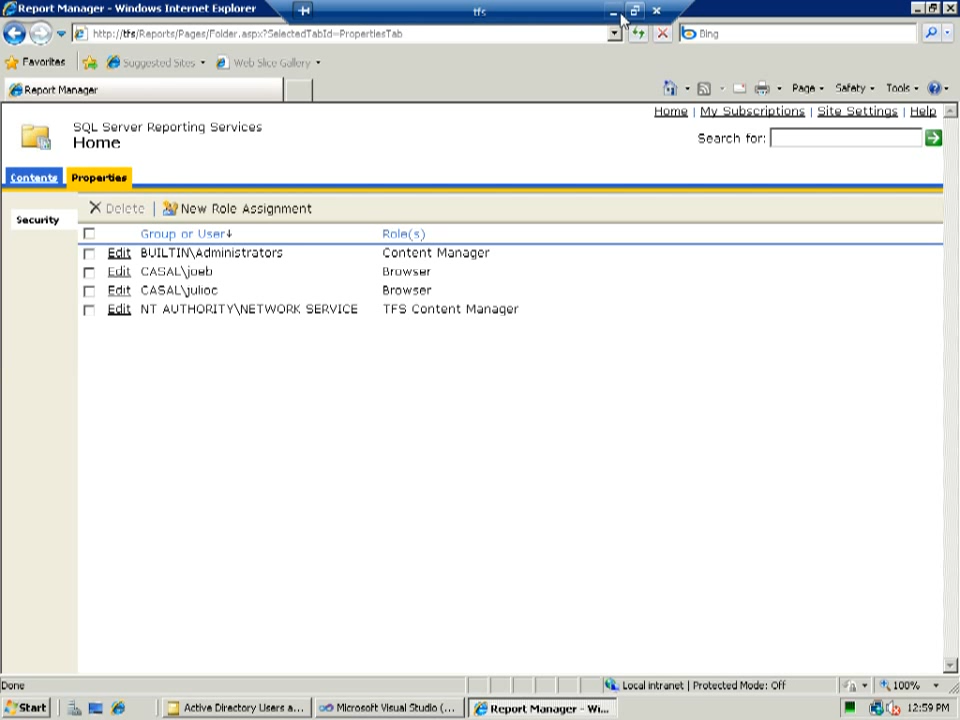 Report Manager - Windows Internet Explorer
tfs
http://tfs/Reports/Pages/Folder.aspx?SelectedTabId=PropertiesTab
Bing
Favorites
Suggested Sites
Web Slice Gallery
Report Manager
Page
Safety
Tools
Home | My Subscriptions | Site Settings | Help
SQL Server Reporting Services
Home
Search for:
Contents
Properties
Security
Delete | New Role Assignment
Group or User↓ Role(s)
Edit BUILTIN\Administrators Content Manager
Edit CASAL\joeb Browser
Edit CASAL\julioc Browser
Edit NT AUTHORITY\NETWORK SERVICE TFS Content Manager
Done
Local intranet | Protected Mode: Off
100%
Start
Active Directory Users a...
Microsoft Visual Studio (...
Report Manager - Wi...
12:59 PM